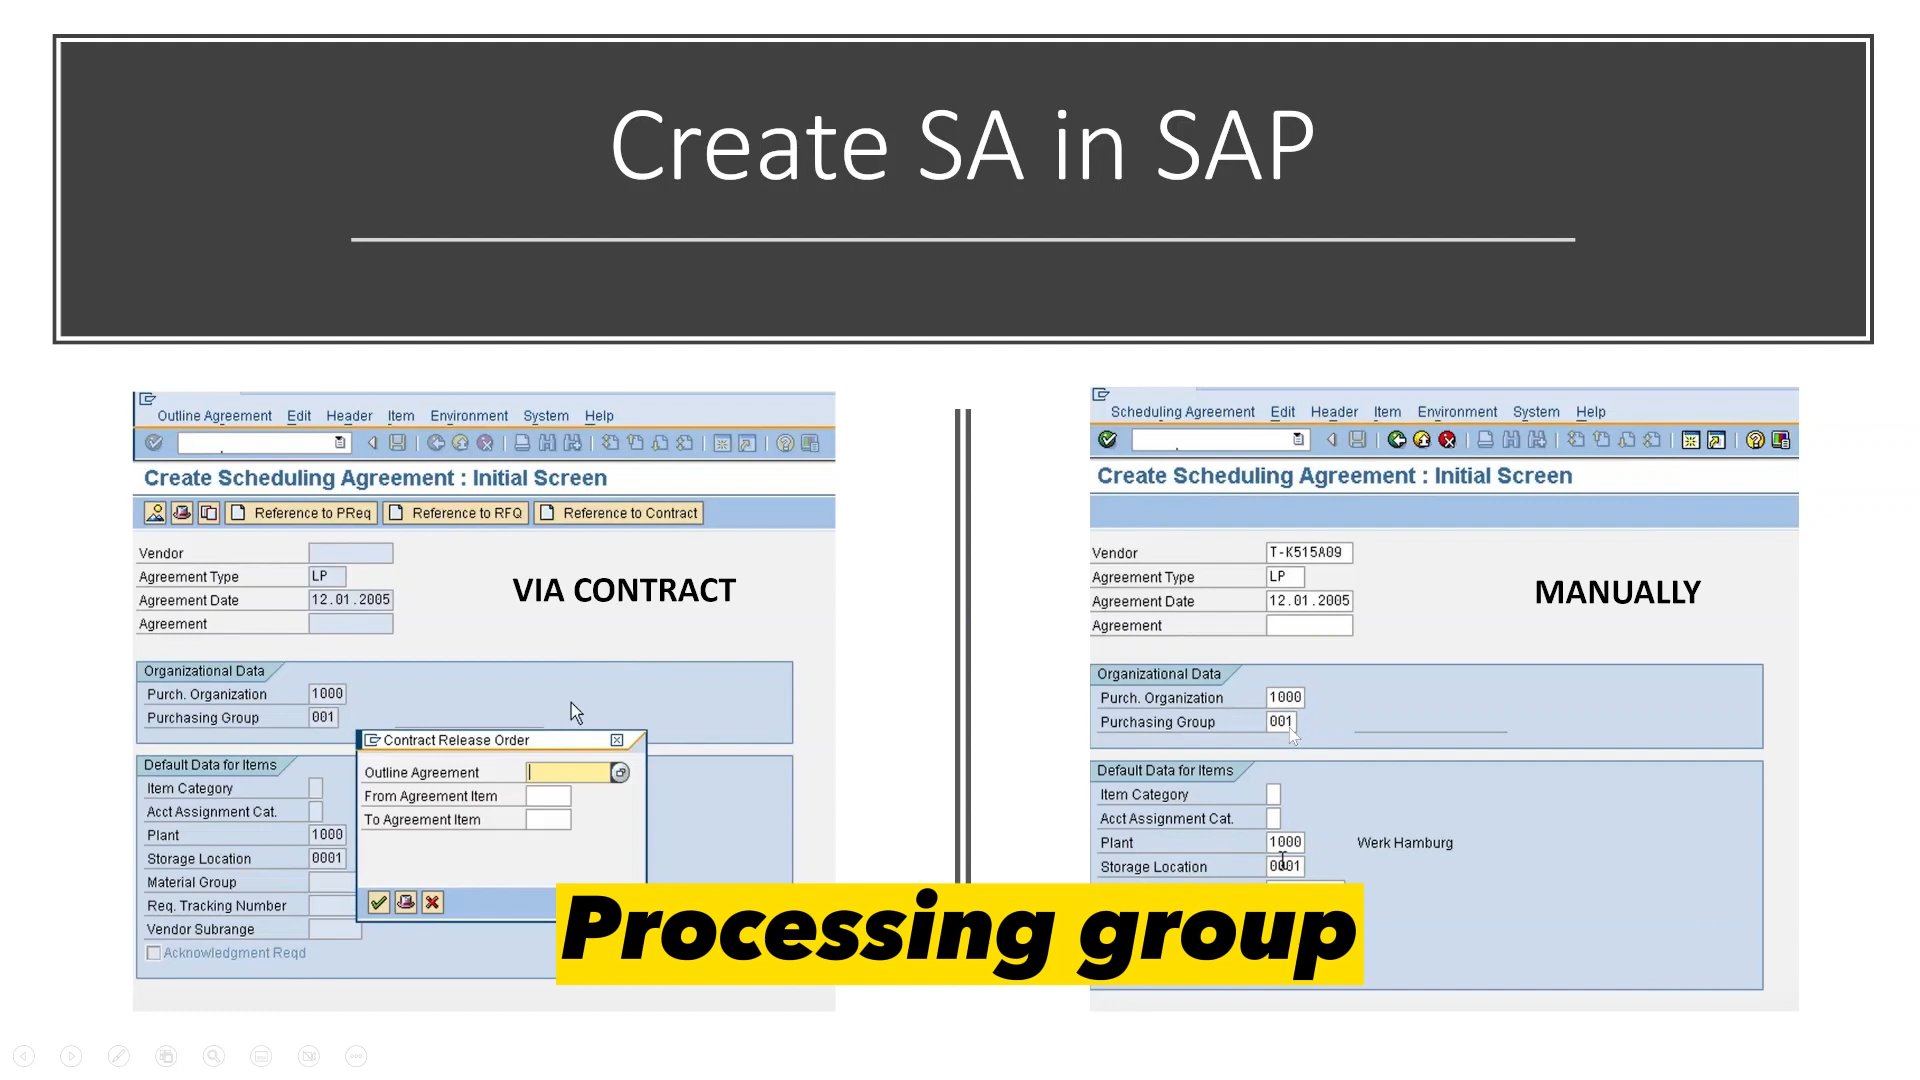 Create SA in SAP
Outline Agreement Edit Header Item Environment System Help
Create Scheduling Agreement : Initial Screen
Reference to PReq Reference to RFQ Reference to Contract
Vendor
Agreement Type LP
Agreement Date 12.01.2005
Agreement
VIA CONTRACT
Organizational Data
Purch. Organization 1000
Purchasing Group 001
Default Data for Items
Item Category
Acct Assignment Cat.
Plant 1000
Storage Location 0001
Material Group
Req. Tracking Number
Vendor Subrange
Acknowledgment Reqd
Contract Release Order
Outline Agreement
From Agreement Item
To Agreement Item
Scheduling Agreement Edit Header Item Environment System Help
Create Scheduling Agreement : Initial Screen
Vendor T-K515A09
Agreement Type LP
Agreement Date 12.01.2005
Agreement
MANUALLY
Organizational Data
Purch. Organization 1000
Purchasing Group 001
Default Data for Items
Item Category
Acct Assignment Cat.
Plant 1000 Werk Hamburg
Storage Location 0001
Processing group